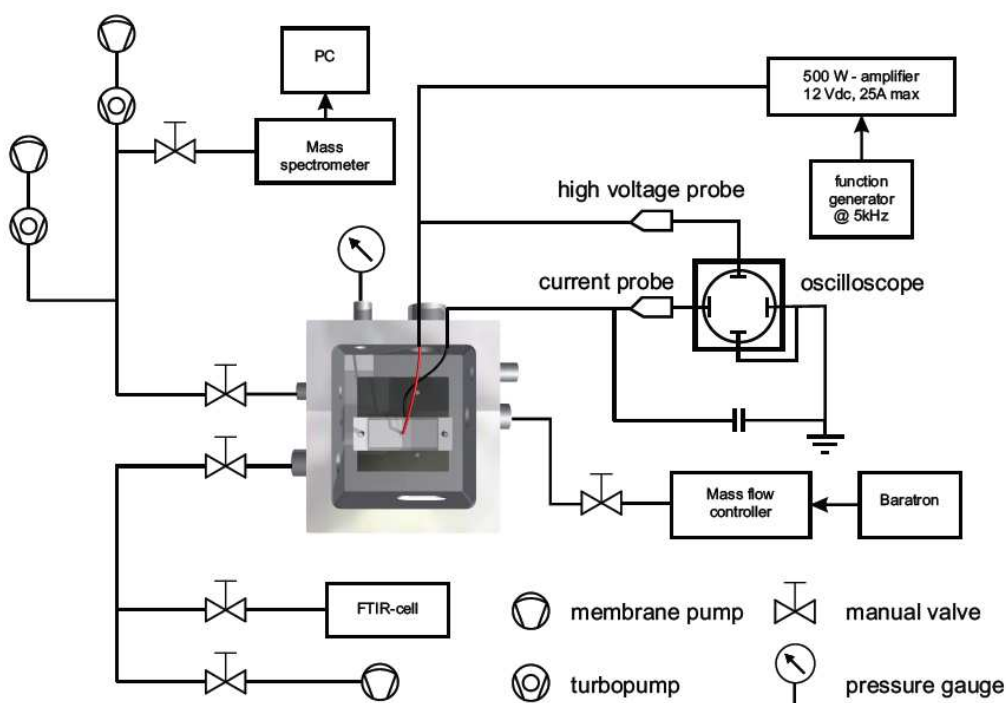 PC
Mass
spectrometer
500 W - amplifier
12 Vdc, 25A max
function
generator
@ 5kHz
high voltage probe
current probe
oscilloscope
Mass flow
controller
Baratron
FTIR-cell
membrane pump
manual valve
turbopump
pressure gauge